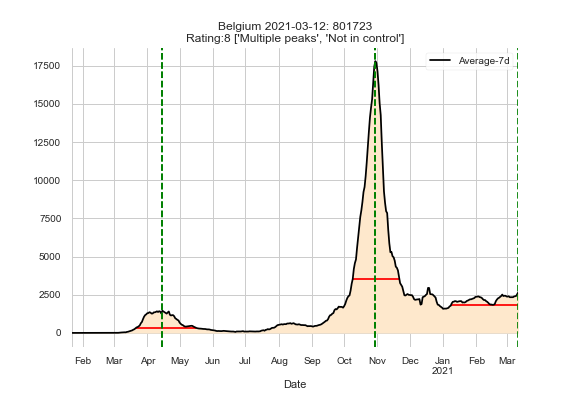 Belgium 2021-03-12: 801723
Rating:8 ['Multiple peaks', 'Not in control']
Average-7d
17500
15000
12500
10000
7500
5000
2500
0
Feb Mar Apr May Jun Jul Aug Sep Oct Nov Dec Jan Feb Mar
2021
Date